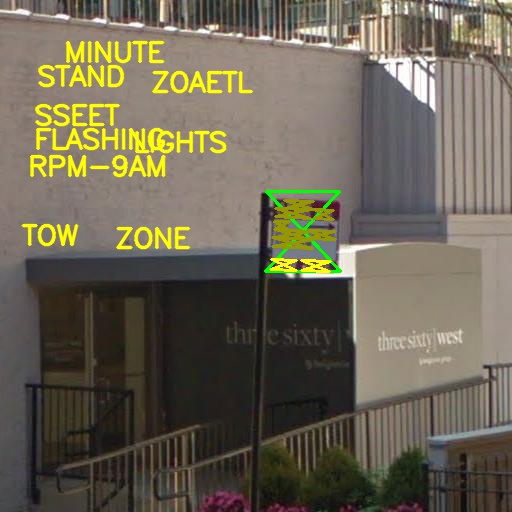 MINUTE
STAND ZOAETL
SSEET
FLASHING LIGHTS
RPM-9AM
TOW ZONE
three sixty|
three sixty|west